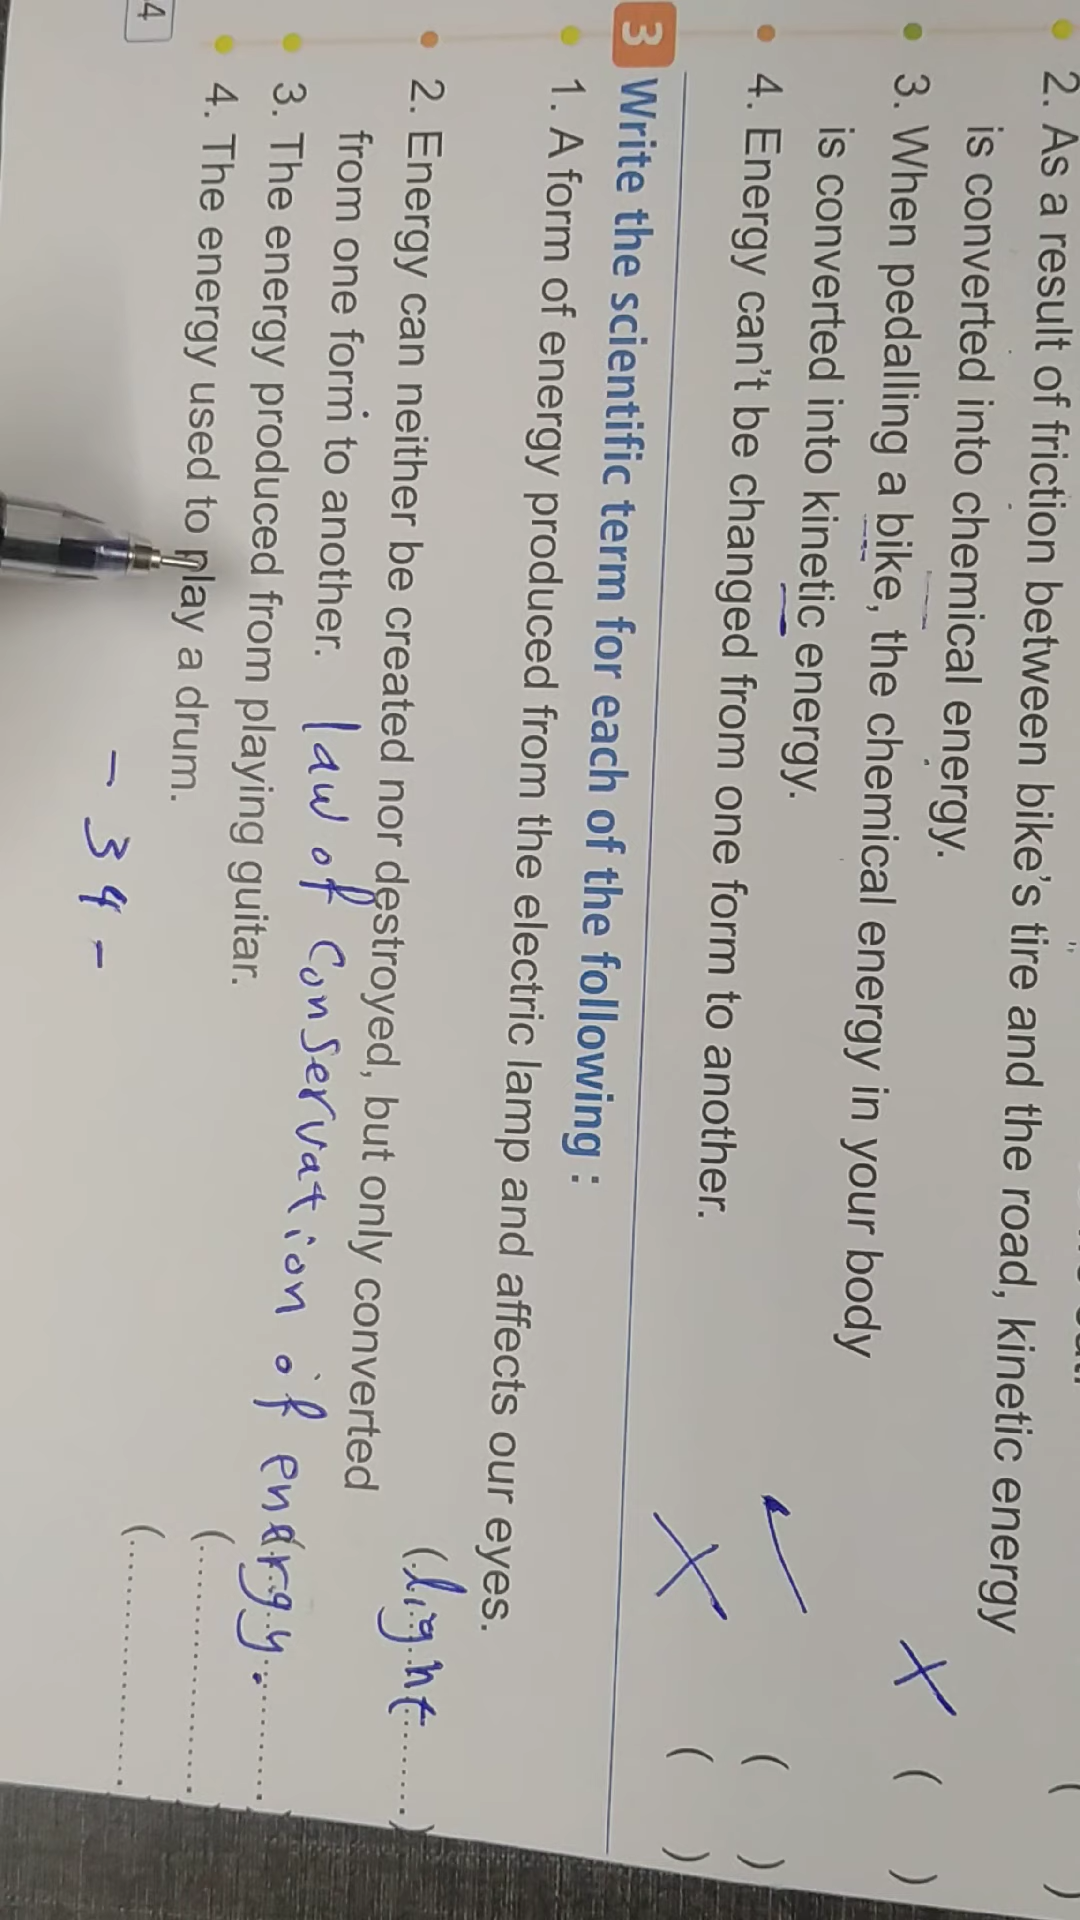 2. As a result of friction between bike's tire and the road, kinetic energy
is converted into chemical energy. ( )
3. When pedalling a bike, the chemical energy in your body
is converted into kinetic energy. ( )
4. Energy can't be changed from one form to another. ( )
3 Write the scientific term for each of the following :
1. A form of energy produced from the electric lamp and affects our eyes.
(light..........)
2. Energy can neither be created nor destroyed, but only converted
from one form to another. law of conservation of energy.
3. The energy produced from playing guitar. (....................
4. The energy used to play a drum. (....................
- 34 -
4